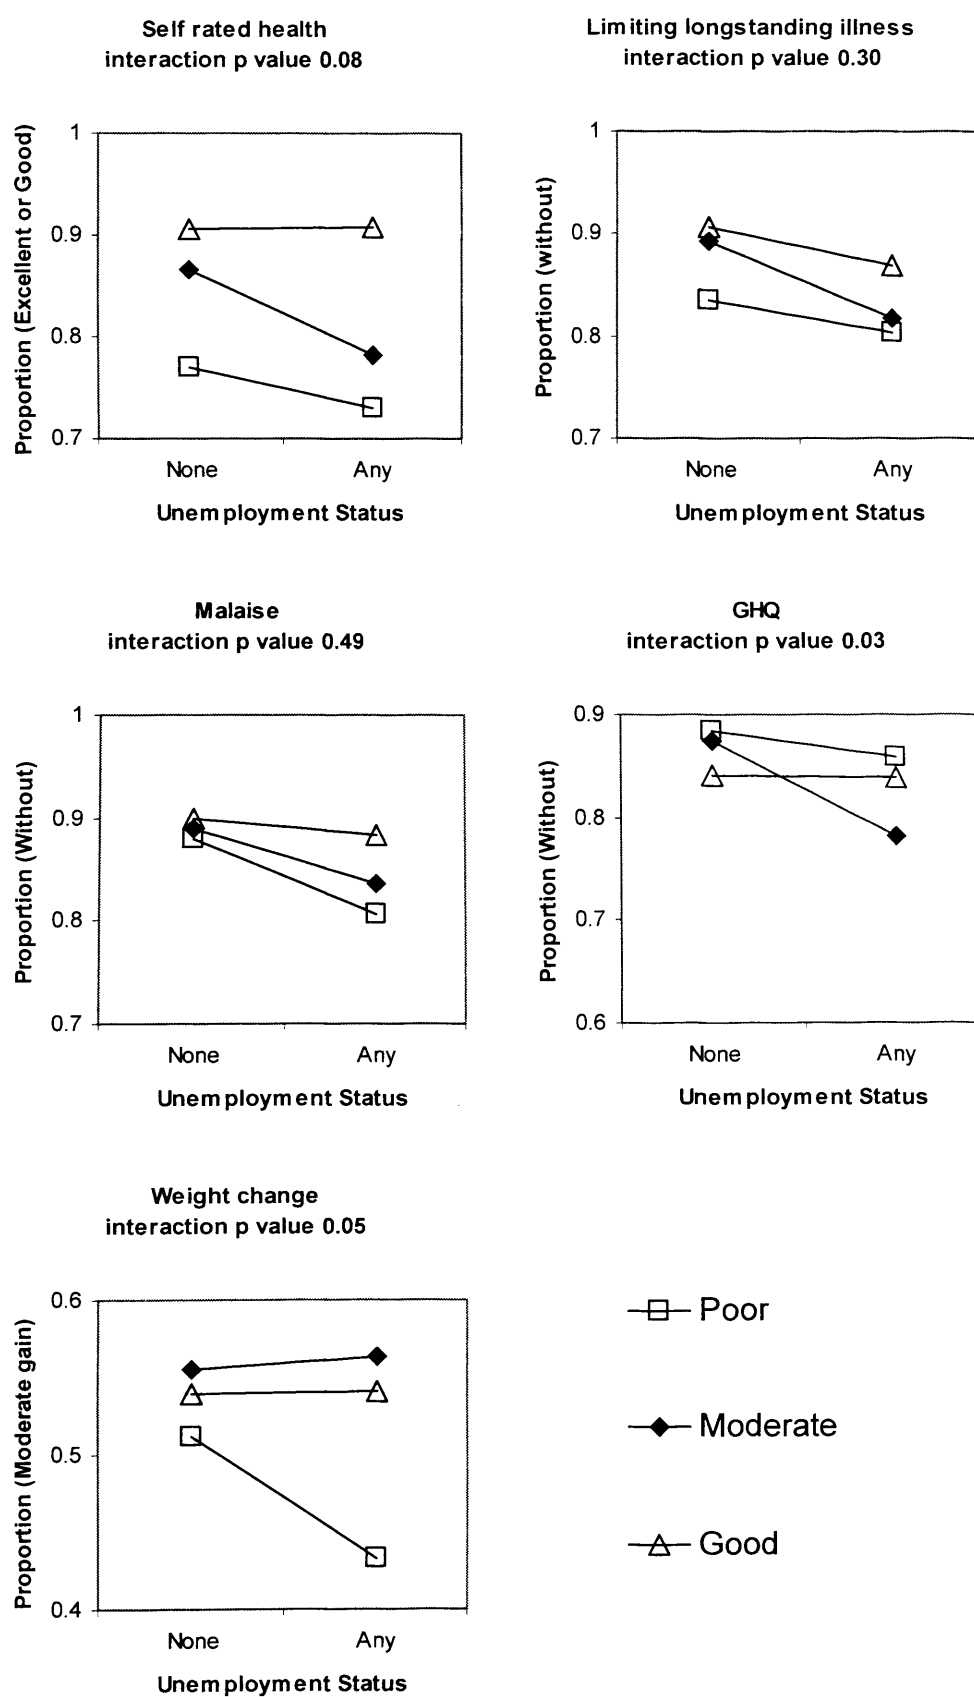 Self rated health
interaction p value 0.08
Proportion (Excellent or Good)
1
0.9
0.8
0.7
None Any
Unemployment Status
Limiting longstanding illness
interaction p value 0.30
Proportion (without)
1
0.9
0.8
0.7
None Any
Unemployment Status
Malaise
interaction p value 0.49
Proportion (Without)
1
0.9
0.8
0.7
None Any
Unemployment Status
GHQ
interaction p value 0.03
Proportion (Without)
0.9
0.8
0.7
0.6
None Any
Unemployment Status
Weight change
interaction p value 0.05
Proportion (Moderate gain)
0.6
0.5
0.4
None Any
Unemployment Status
Poor
Moderate
Good